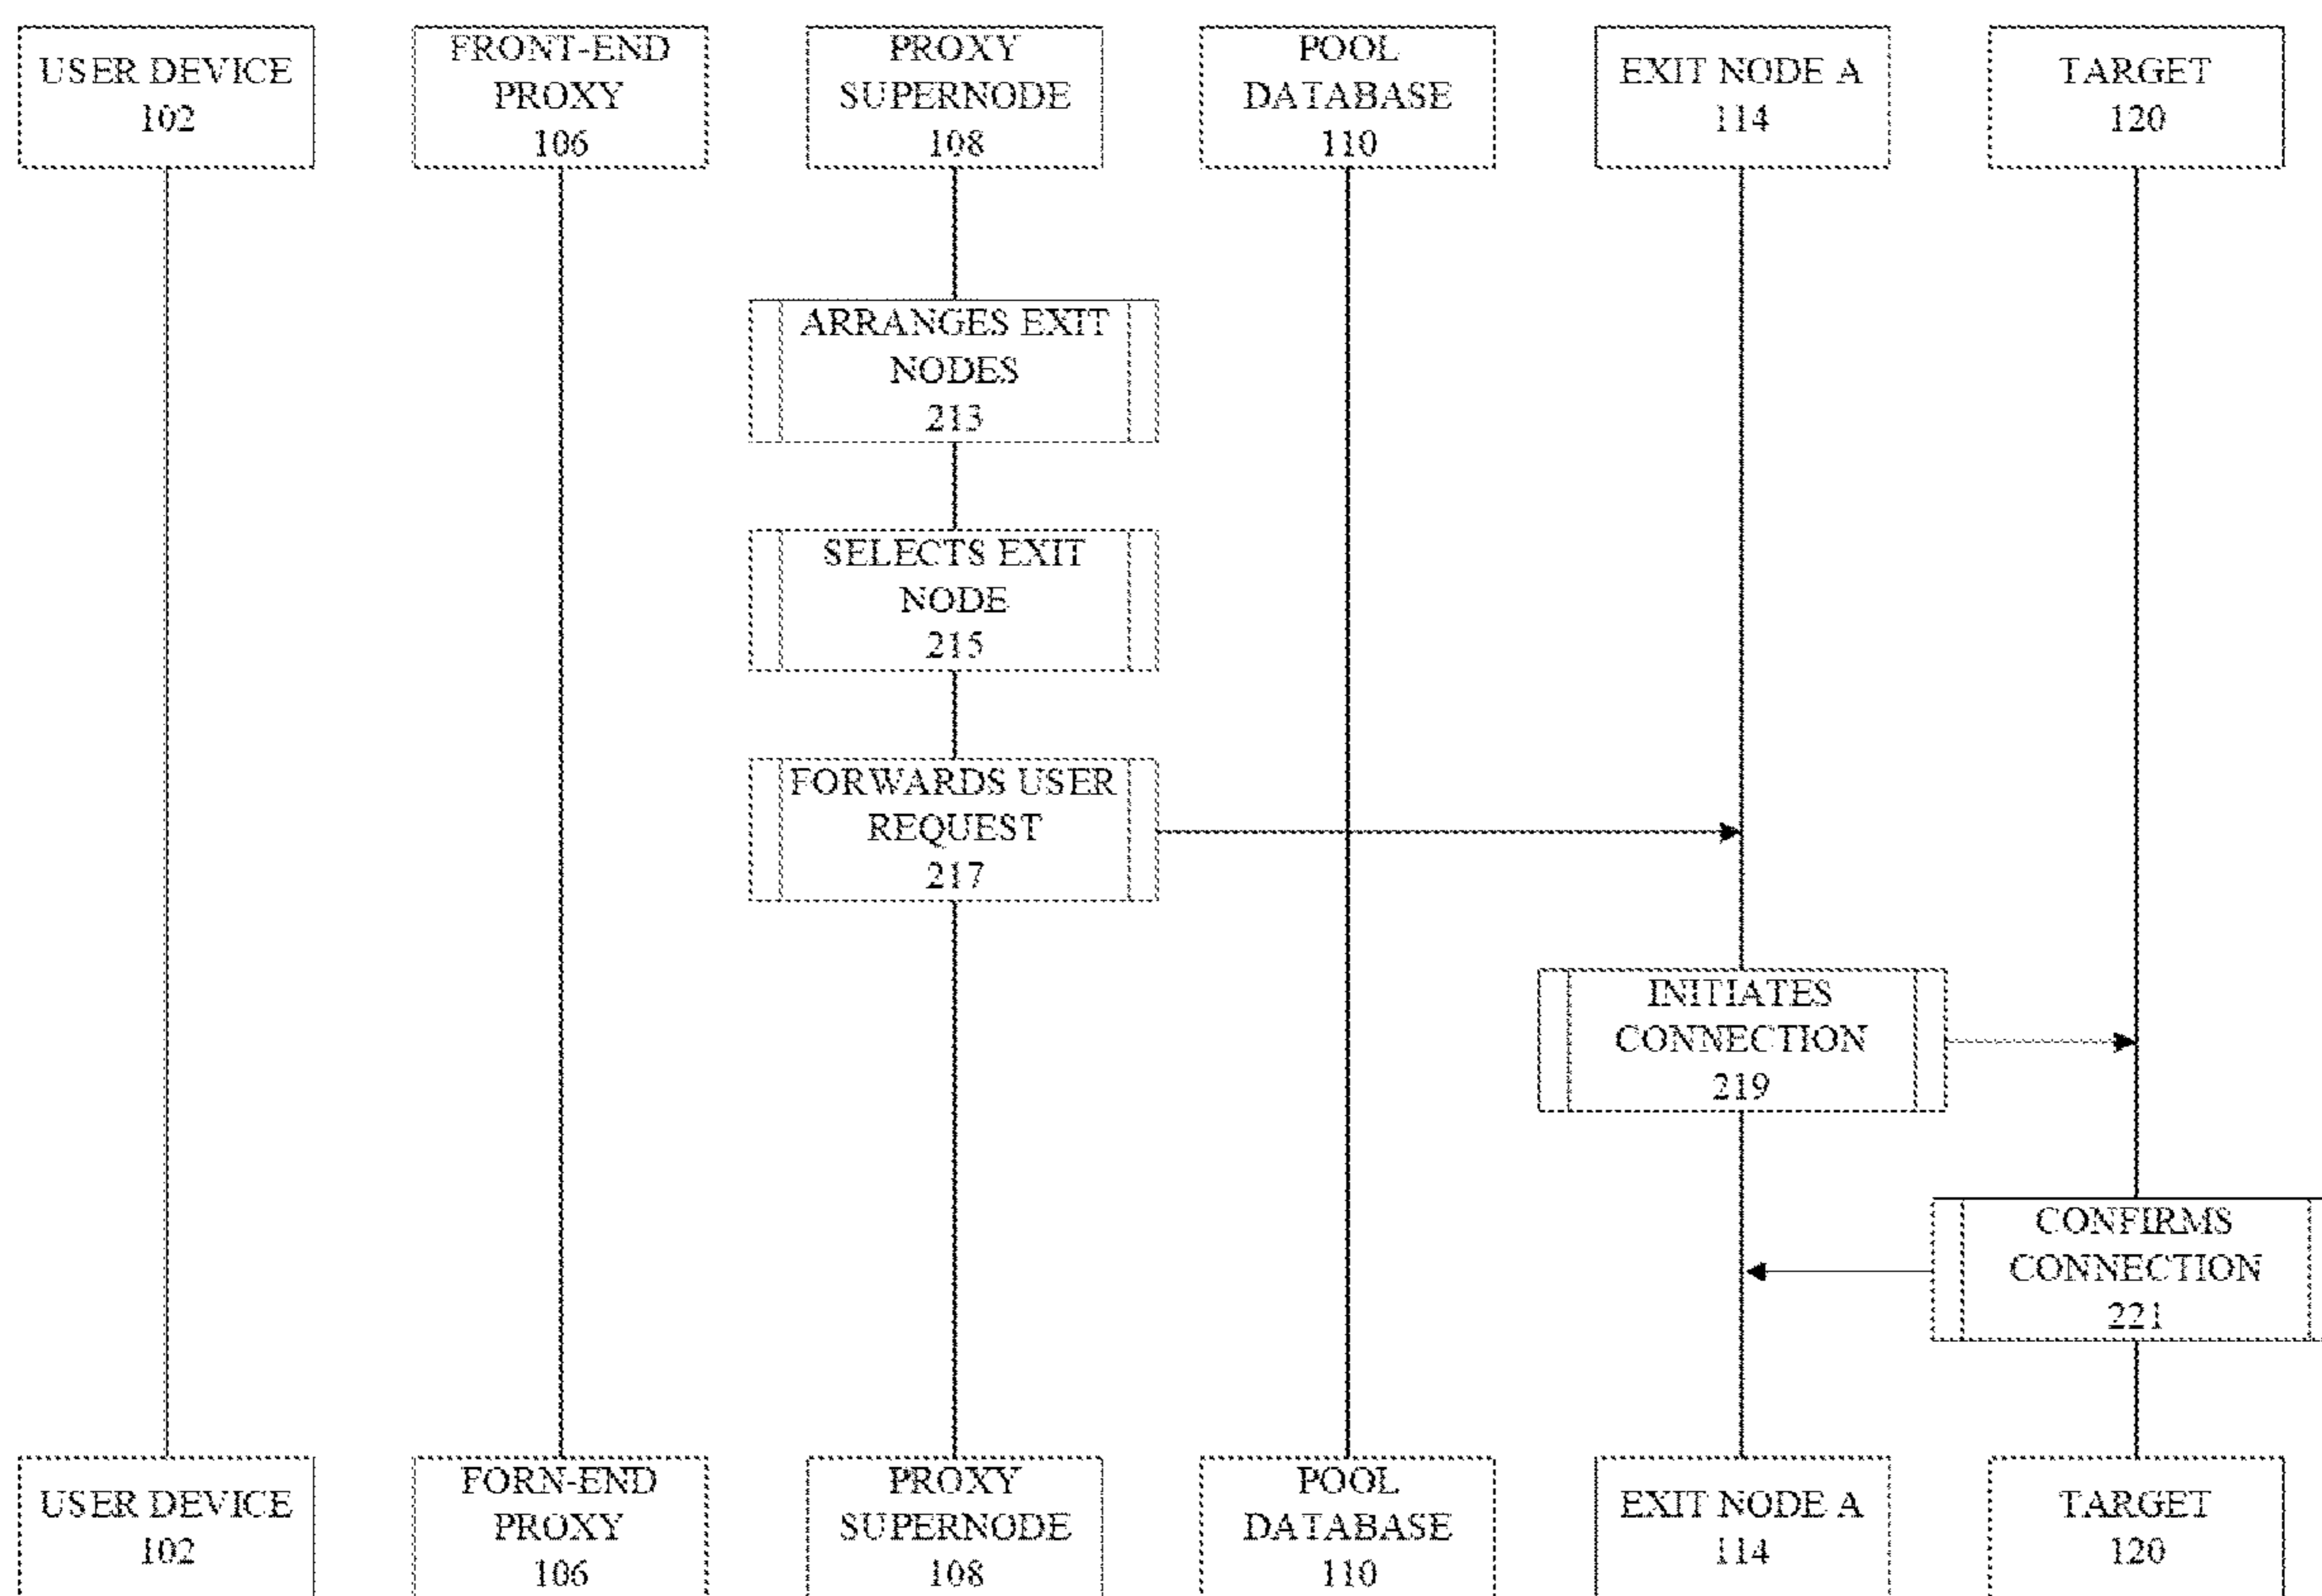 USER DEVICE
102
FRONT-END
PROXY
106
PROXY
SUPERNODE
108
POOL
DATABASE
110
EXIT NODE A
114
TARGET
120
ARRANGES EXIT
NODES
213
SELECTS EXIT
NODE
215
FORWARDS USER
REQUEST
217
INITIATES
CONNECTION
219
CONFIRMS
CONNECTION
221
USER DEVICE
102
FORN-END
PROXY
106
PROXY
SUPERNODE
108
POOL
DATABASE
110
EXIT NODE A
114
TARGET
120